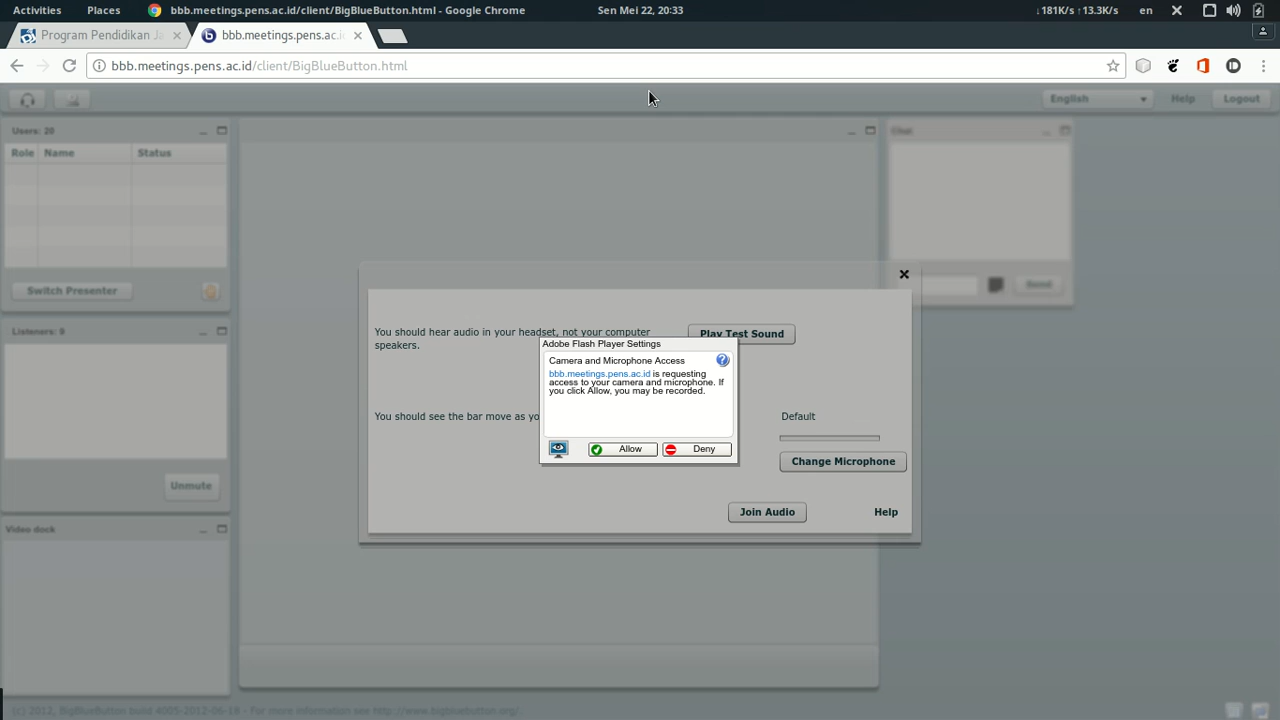 Activities Places bbb.meetings.pens.ac.id/client/BigBlueButton.html - Google Chrome Sen Mei 22, 20:33 ↓181K/s ↑13.3K/s en
Program Pendidikan Ja bbb.meetings.pens.ac.i
bbb.meetings.pens.ac.id/client/BigBlueButton.html
English Help Logout
Users: 20
Role Name Status
Switch Presenter
Listeners: 9
Unmute
Video dock
Chat
Send
You should hear audio in your headset, not your computer
speakers.
Play Test Sound
You should see the bar move as yo
Default
Change Microphone
Join Audio Help
Adobe Flash Player Settings
Camera and Microphone Access
bbb.meetings.pens.ac.id is requesting
access to your camera and microphone. If
you click Allow, you may be recorded.
Allow Deny
(c) 2012, BigBlueButton build 4005-2012-06-16 - For more information see http://www.bigbluebutton.org/.